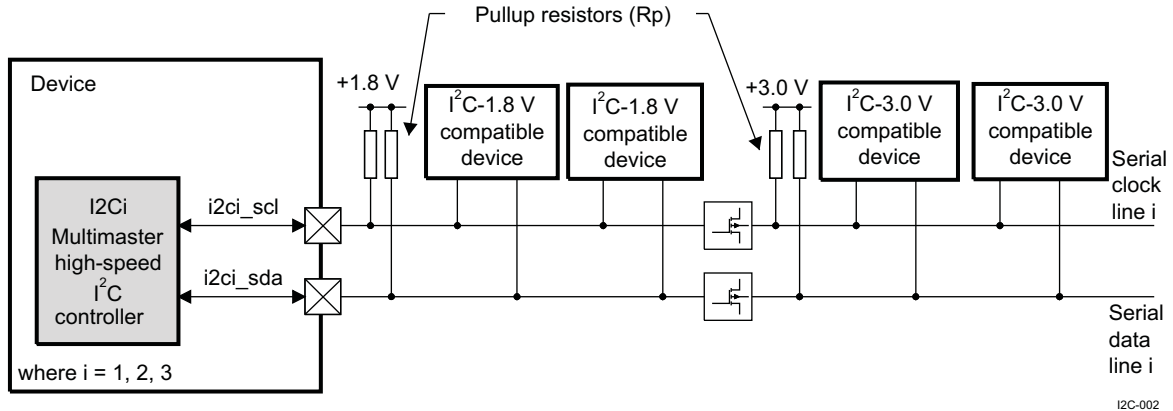 Pullup resistors (Rp)
Device
+1.8 V
I²C-1.8 V
compatible
device
I²C-1.8 V
compatible
device
+3.0 V
I²C-3.0 V
compatible
device
I²C-3.0 V
compatible
device
Serial
clock
line i
I2Ci
Multimaster
high-speed
I²C
controller
i2ci_scl
i2ci_sda
Serial
data
line i
where i = 1, 2, 3
I2C-002